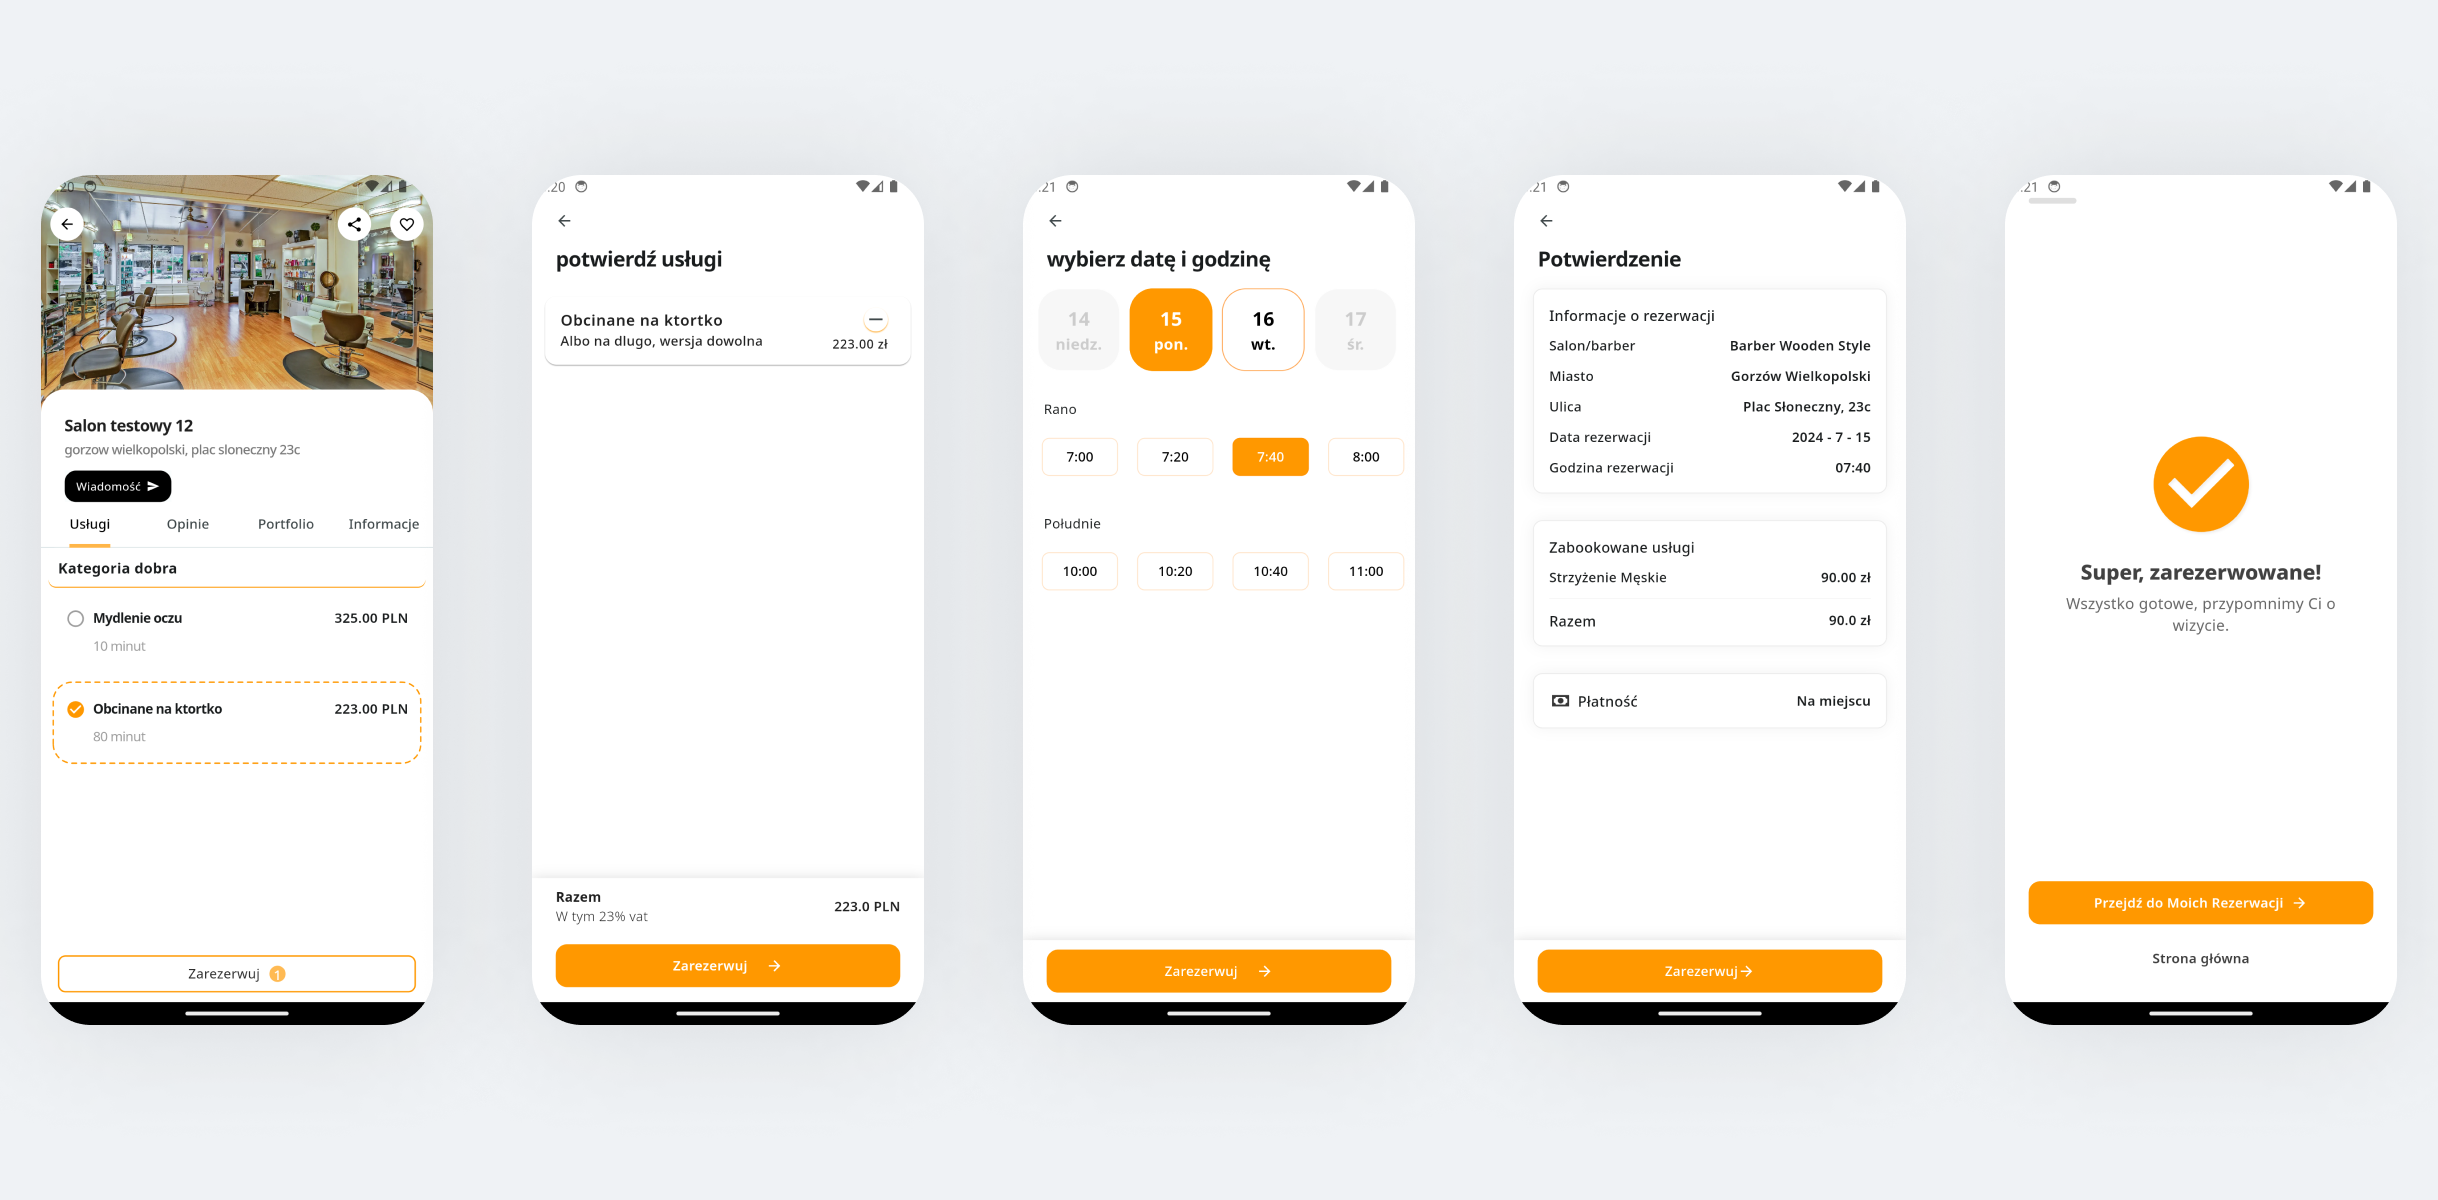 20
Salon testowy 12
gorzow wielkopolski, plac sloneczny 23c
Wiadomość
Usługi Opinie Portfolio Informacje
Kategoria dobra
Mydlenie oczu 325.00 PLN
10 minut
Obcinane na ktortko 223.00 PLN
80 minut
Zarezerwuj 1
:20
potwierdź usługi
Obcinane na ktortko
Albo na dlugo, wersja dowolna 223.00 zł
Razem
W tym 23% vat
223.0 PLN
Zarezerwuj
:21
wybierz datę i godzinę
14 15 16 17
niedz. pon. wt. śr.
Rano
7:00 7:20 7:40 8:00
Południe
10:00 10:20 10:40 11:00
Zarezerwuj
:21
Potwierdzenie
Informacje o rezerwacji
Salon/barber Barber Wooden Style
Miasto Gorzów Wielkopolski
Ulica Plac Słoneczny, 23c
Data rezerwacji 2024 - 7 - 15
Godzina rezerwacji 07:40
Zabookowane usługi
Strzyżenie Męskie 90.00 zł
Razem 90.0 zł
Płatność Na miejscu
Zarezerwuj
:21
Super, zarezerwowane!
Wszystko gotowe, przypomnimy Ci o
wizycie.
Przejdź do Moich Rezerwacji
Strona główna